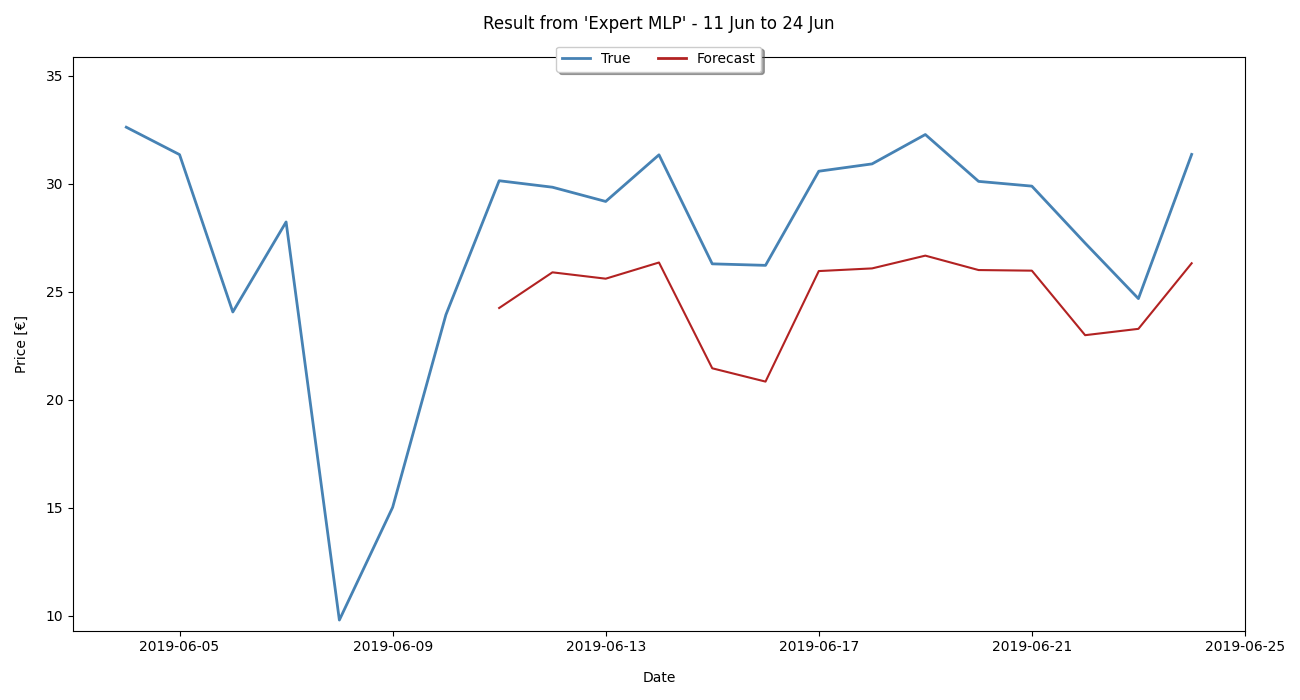 Result from 'Expert MLP' - 11 Jun to 24 Jun
True
Forecast
35
30
25
20
15
10
Price [€]
2019-06-05
2019-06-09
2019-06-13
2019-06-17
2019-06-21
2019-06-25
Date